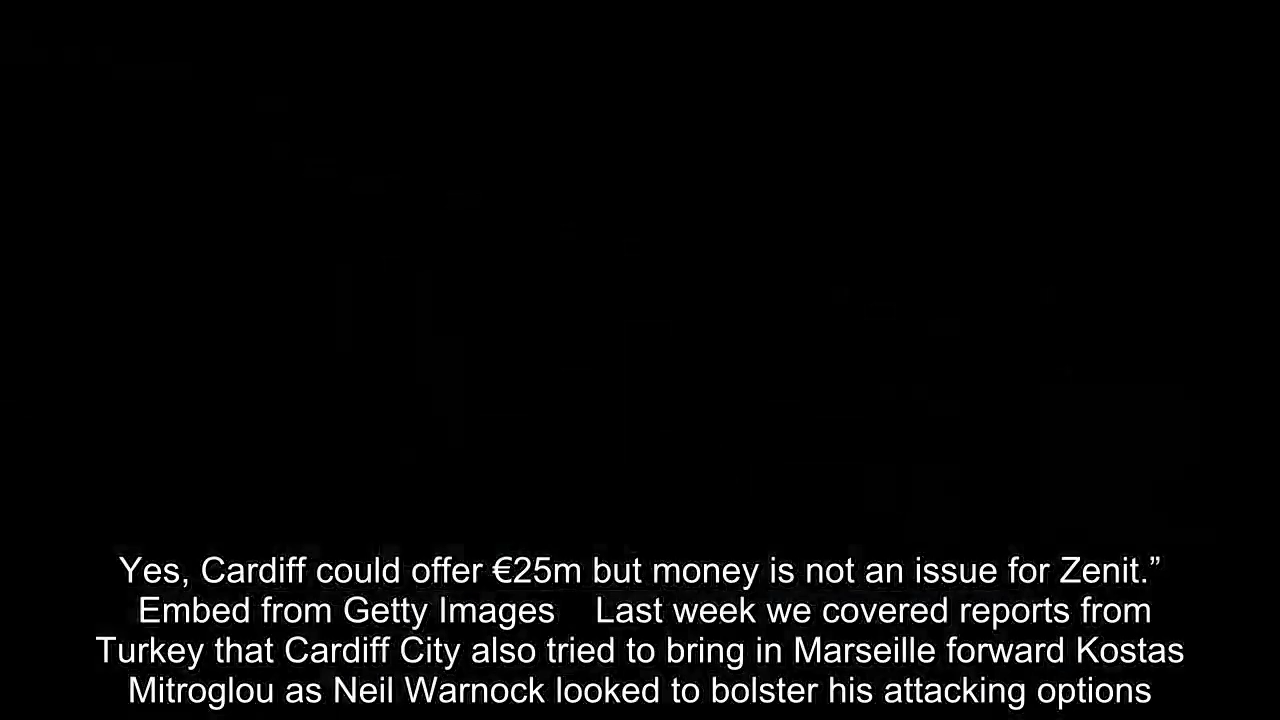 Yes, Cardiff could offer €25m but money is not an issue for Zenit.”
Embed from Getty Images    Last week we covered reports from
Turkey that Cardiff City also tried to bring in Marseille forward Kostas
Mitroglou as Neil Warnock looked to bolster his attacking options